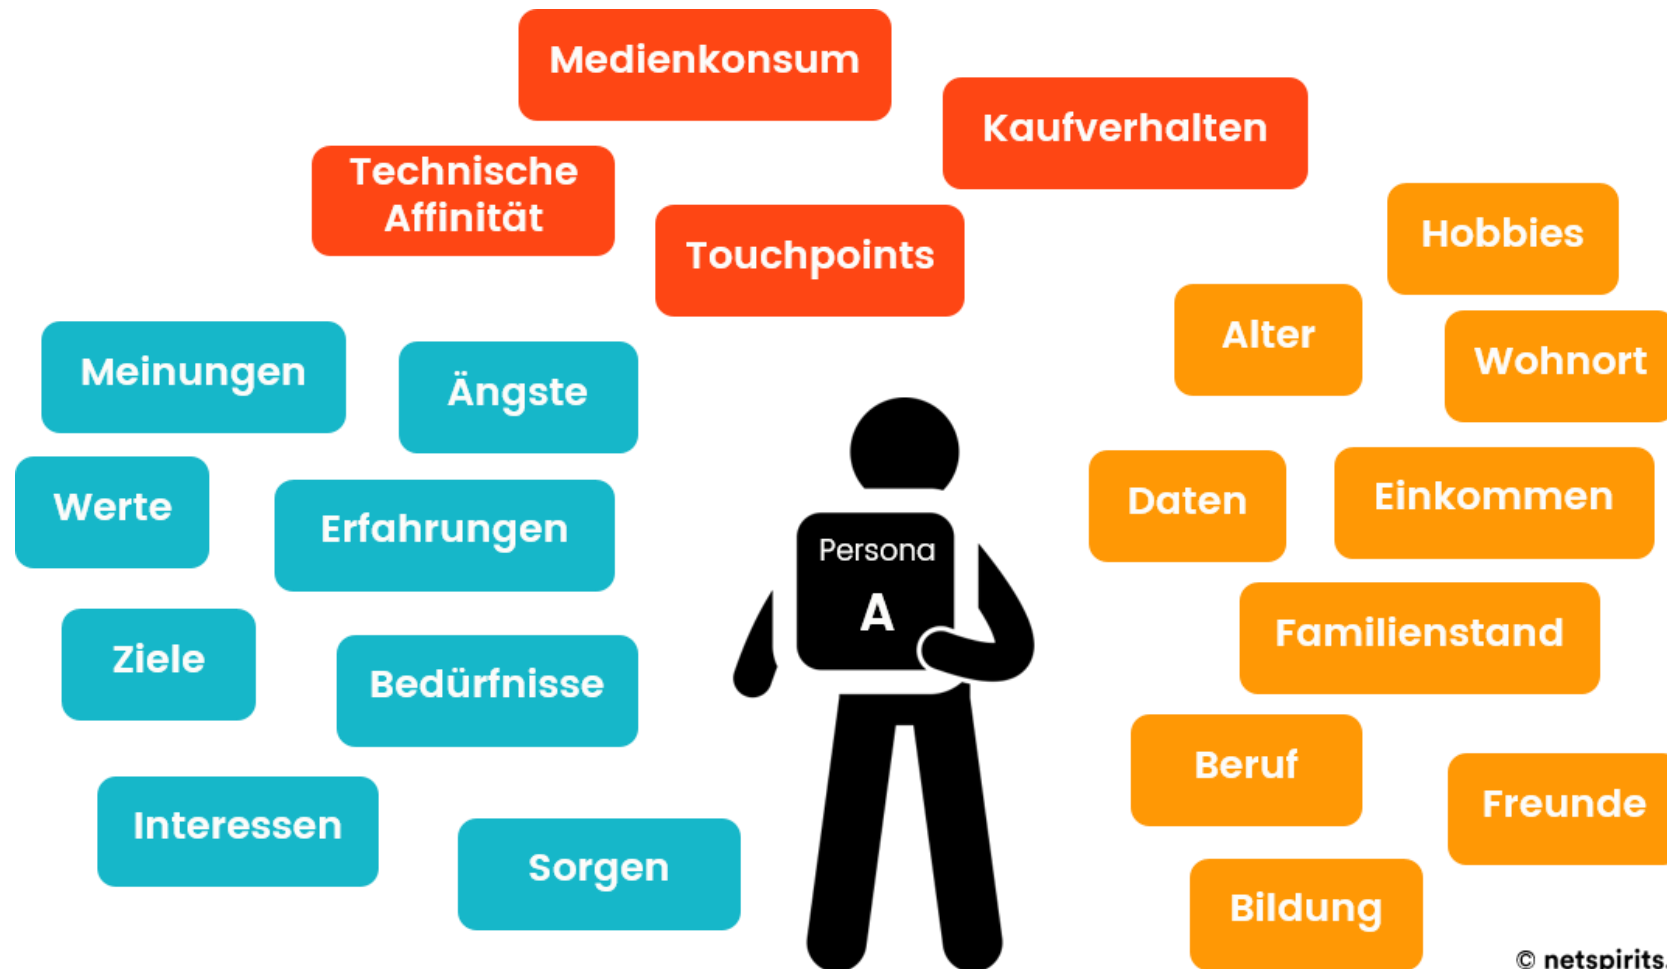 Medienkonsum
Kaufverhalten
Technische
Affinität
Touchpoints
Hobbies
Alter
Wohnort
Meinungen
Ängste
Werte
Erfahrungen
Daten
Einkommen
Persona
A
Ziele
Bedürfnisse
Familienstand
Interessen
Sorgen
Beruf
Freunde
Bildung
© netspirits.